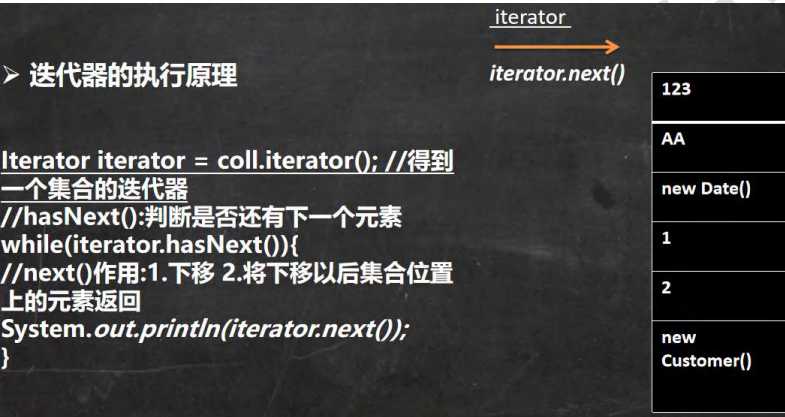 iterator
iterator.next()
➢ 迭代器的执行原理
Iterator iterator = coll.iterator(); //得到
一个集合的迭代器
//hasNext():判断是否还有下一个元素
while(iterator.hasNext()){
//next()作用:1.下移 2.将下移以后集合位置
上的元素返回
System.out.println(iterator.next());
}
123
AA
new Date()
1
2
new
Customer()